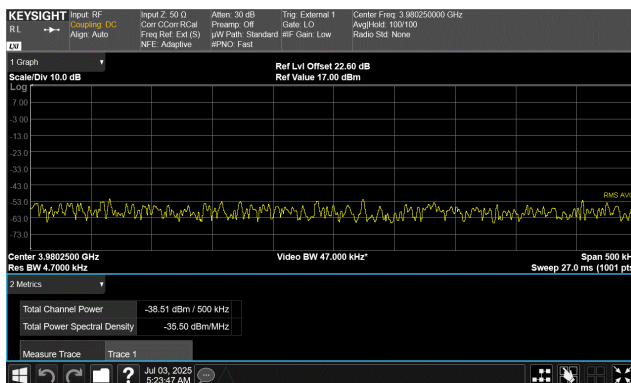 KEYSIGHT Input: RF Input Z: 50 Ω Atten: 30 dB Trig: External 1 Center Freq: 3.980250000 GHz
RL Coupling: DC Corr CCorr RCal Preamp: Off Gate: LO Avg|Hold: 100/100
Align: Auto Freq Ref: Ext (S) µW Path: Standard #IF Gain: Low Radio Std: None
LXI NFE: Adaptive #PNO: Fast
1 Graph
Ref Lvl Offset 22.60 dB
Scale/Div 10.0 dB Ref Value 17.00 dBm
Log
7.00
-3.00
-13.0
-23.0
-33.0
-43.0
RMS AVG
-53.0
-63.0
-73.0
Center 3.9802500 GHz Video BW 47.000 kHz* Span 500 kH
Res BW 4.7000 kHz Sweep 27.0 ms (1001 pts
2 Metrics
Total Channel Power -38.51 dBm / 500 kHz
Total Power Spectral Density -35.50 dBm/MHz
Measure Trace Trace 1
? Jul 03, 2025
5:23:47 AM